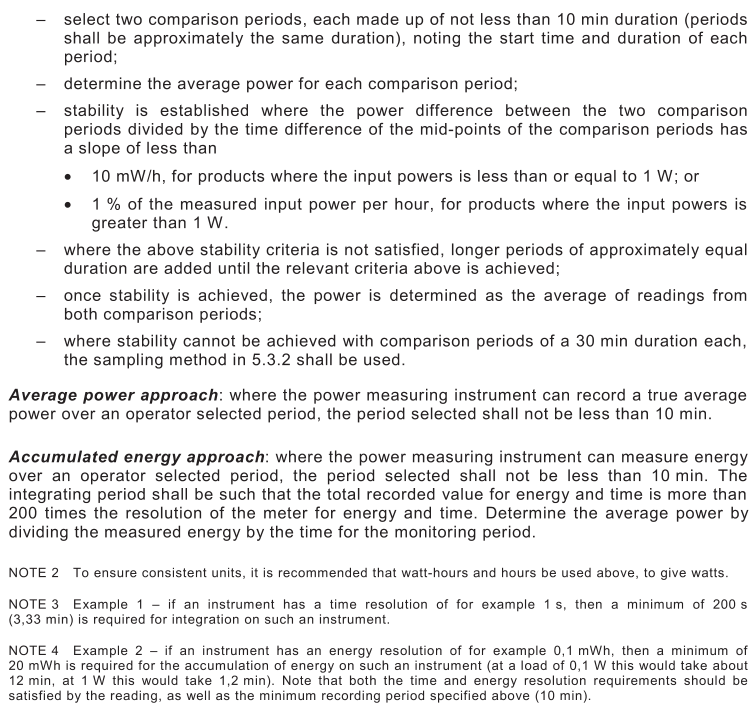 – select two comparison periods, each made up of not less than 10 min duration (periods
shall be approximately the same duration), noting the start time and duration of each
period;
– determine the average power for each comparison period;
– stability is established where the power difference between the two comparison
periods divided by the time difference of the mid-points of the comparison periods has
a slope of less than
• 10 mW/h, for products where the input powers is less than or equal to 1 W; or
• 1 % of the measured input power per hour, for products where the input powers is
greater than 1 W.
– where the above stability criteria is not satisfied, longer periods of approximately equal
duration are added until the relevant criteria above is achieved;
– once stability is achieved, the power is determined as the average of readings from
both comparison periods;
– where stability cannot be achieved with comparison periods of a 30 min duration each,
the sampling method in 5.3.2 shall be used.
Average power approach: where the power measuring instrument can record a true average
power over an operator selected period, the period selected shall not be less than 10 min.
Accumulated energy approach: where the power measuring instrument can measure energy
over an operator selected period, the period selected shall not be less than 10 min. The
integrating period shall be such that the total recorded value for energy and time is more than
200 times the resolution of the meter for energy and time. Determine the average power by
dividing the measured energy by the time for the monitoring period.
NOTE 2 To ensure consistent units, it is recommended that watt-hours and hours be used above, to give watts.
NOTE 3 Example 1 – if an instrument has a time resolution of for example 1 s, then a minimum of 200 s
(3,33 min) is required for integration on such an instrument.
NOTE 4 Example 2 – if an instrument has an energy resolution of for example 0,1 mWh, then a minimum of
20 mWh is required for the accumulation of energy on such an instrument (at a load of 0,1 W this would take about
12 min, at 1 W this would take 1,2 min). Note that both the time and energy resolution requirements should be
satisfied by the reading, as well as the minimum recording period specified above (10 min).